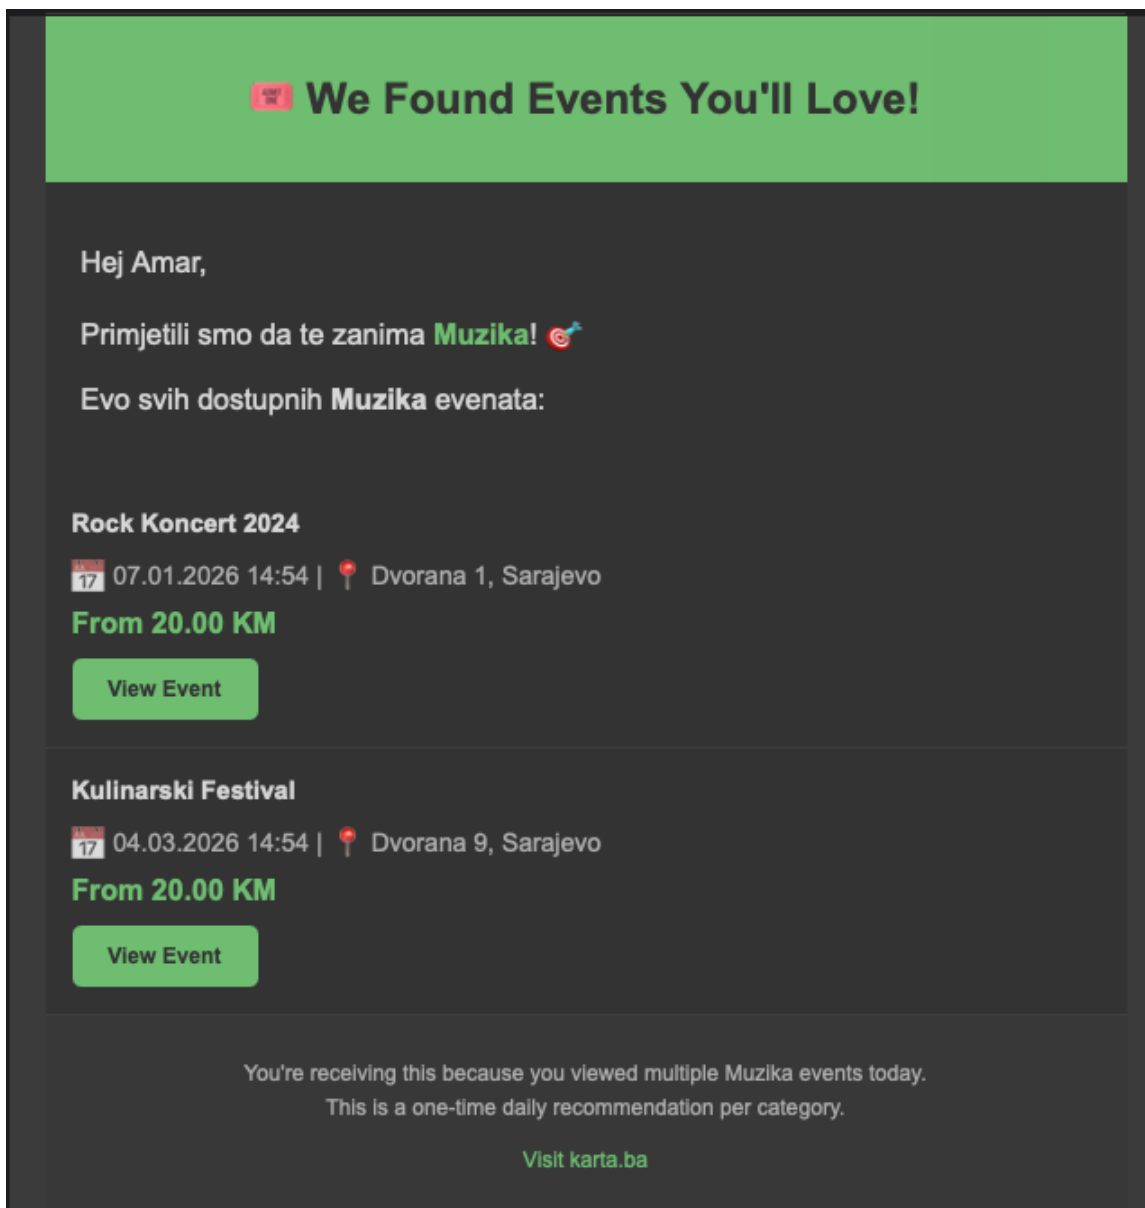 We Found Events You'll Love!
Hej Amar,
Primjetili smo da te zanima Muzika!
Evo svih dostupnih Muzika evenata:
Rock Koncert 2024
07.01.2026 14:54 | Dvorana 1, Sarajevo
From 20.00 KM
View Event
Kulinarski Festival
04.03.2026 14:54 | Dvorana 9, Sarajevo
From 20.00 KM
View Event
You're receiving this because you viewed multiple Muzika events today.
This is a one-time daily recommendation per category.
Visit karta.ba